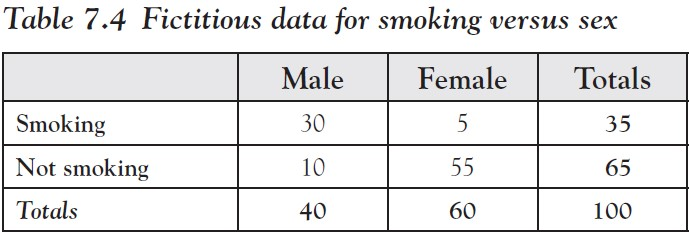 Table 7.4 Fictitious data for smoking versus sex
Male Female Totals
Smoking 30 5 35
Not smoking 10 55 65
Totals 40 60 100